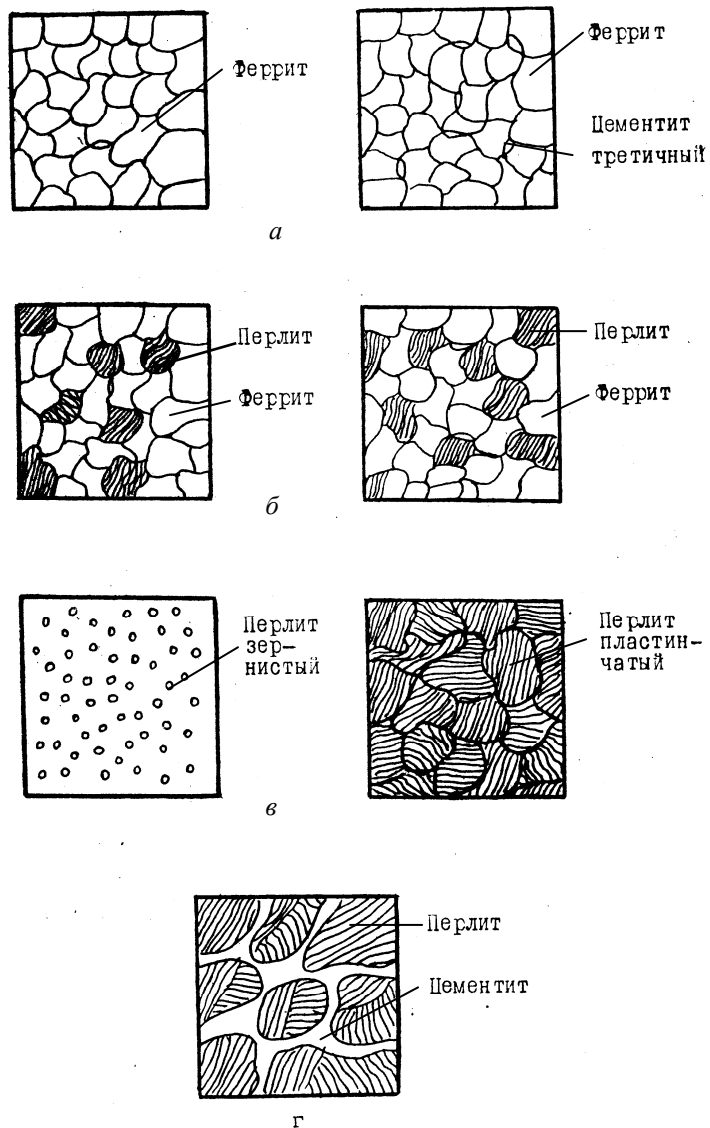 Феррит
Феррит
Цементит
третичный
а
Перлит
Феррит
Перлит
Феррит
б
Перлит
зер-
нистый
Перлит
пластин-
чатый
в
Перлит
Цементит
г